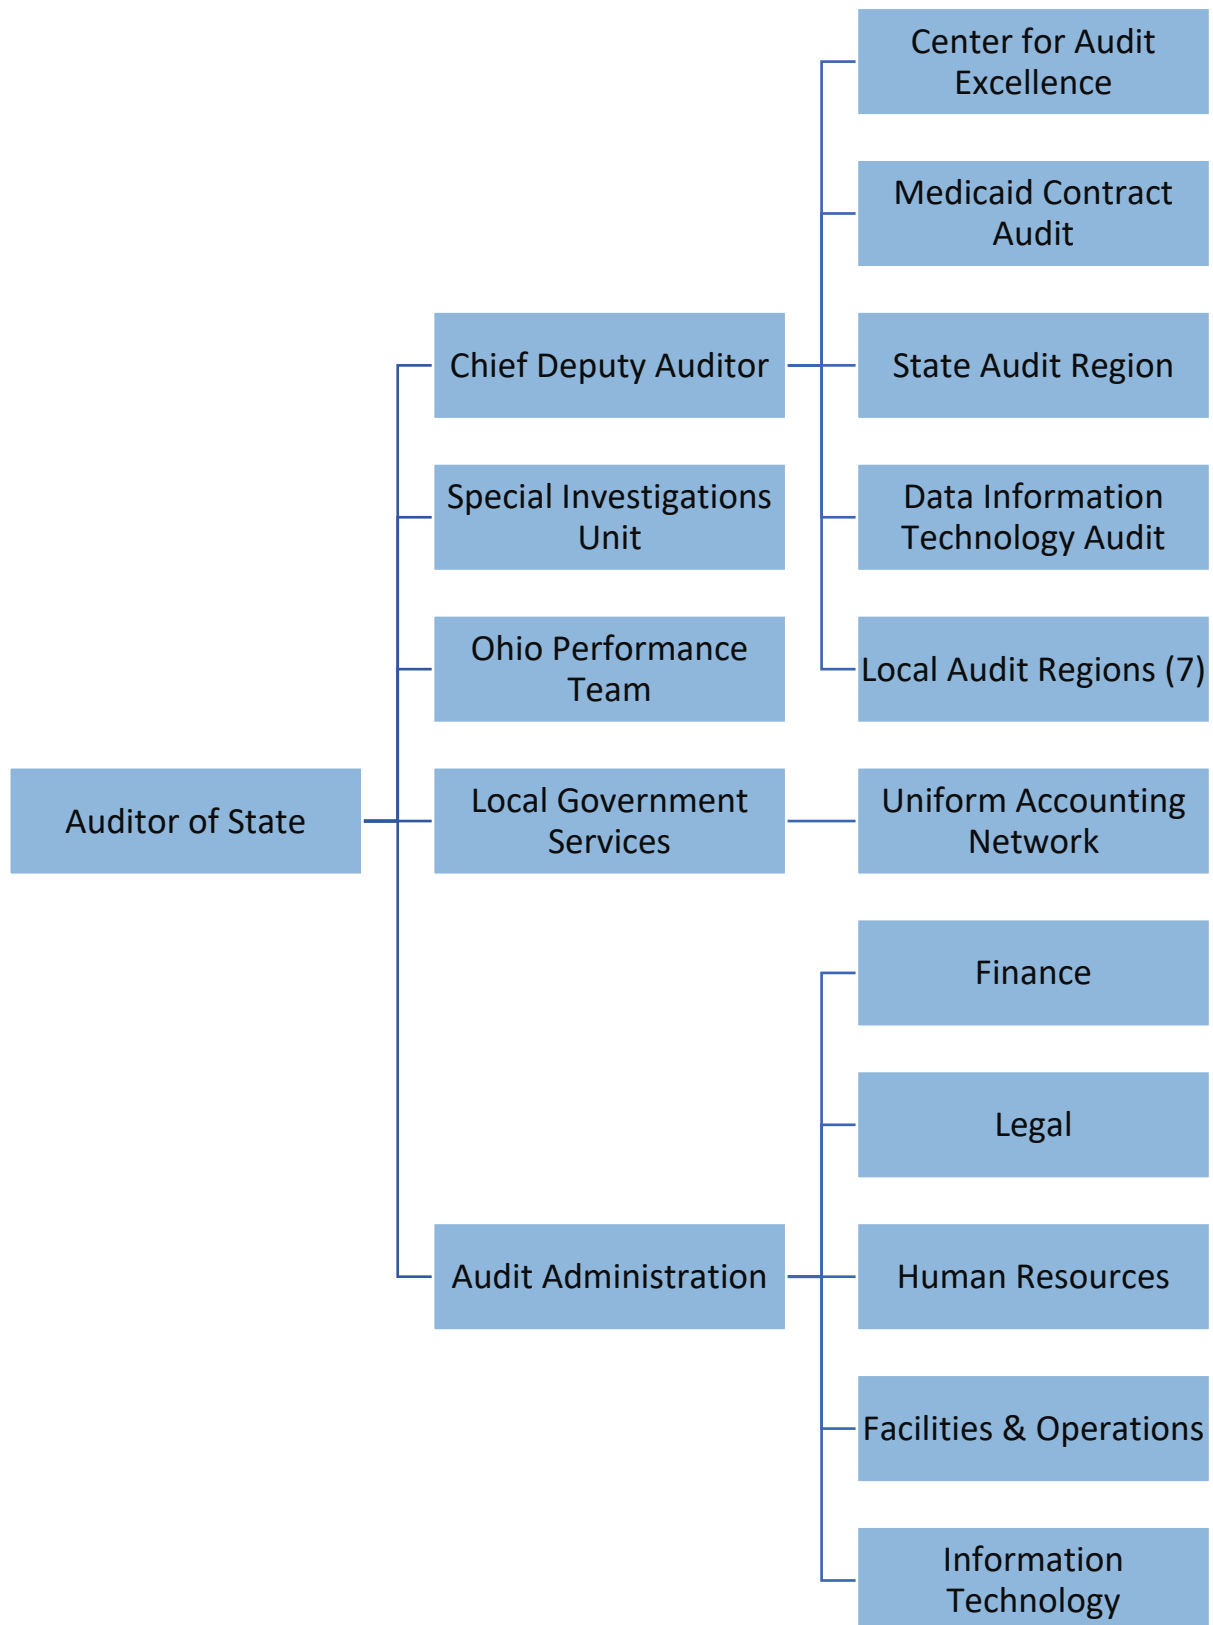 Auditor of State
Chief Deputy Auditor
Center for Audit
Excellence
Medicaid Contract
Audit
State Audit Region
Data Information
Technology Audit
Local Audit Regions (7)
Special Investigations
Unit
Ohio Performance
Team
Local Government
Services
Uniform Accounting
Network
Audit Administration
Finance
Legal
Human Resources
Facilities & Operations
Information
Technology